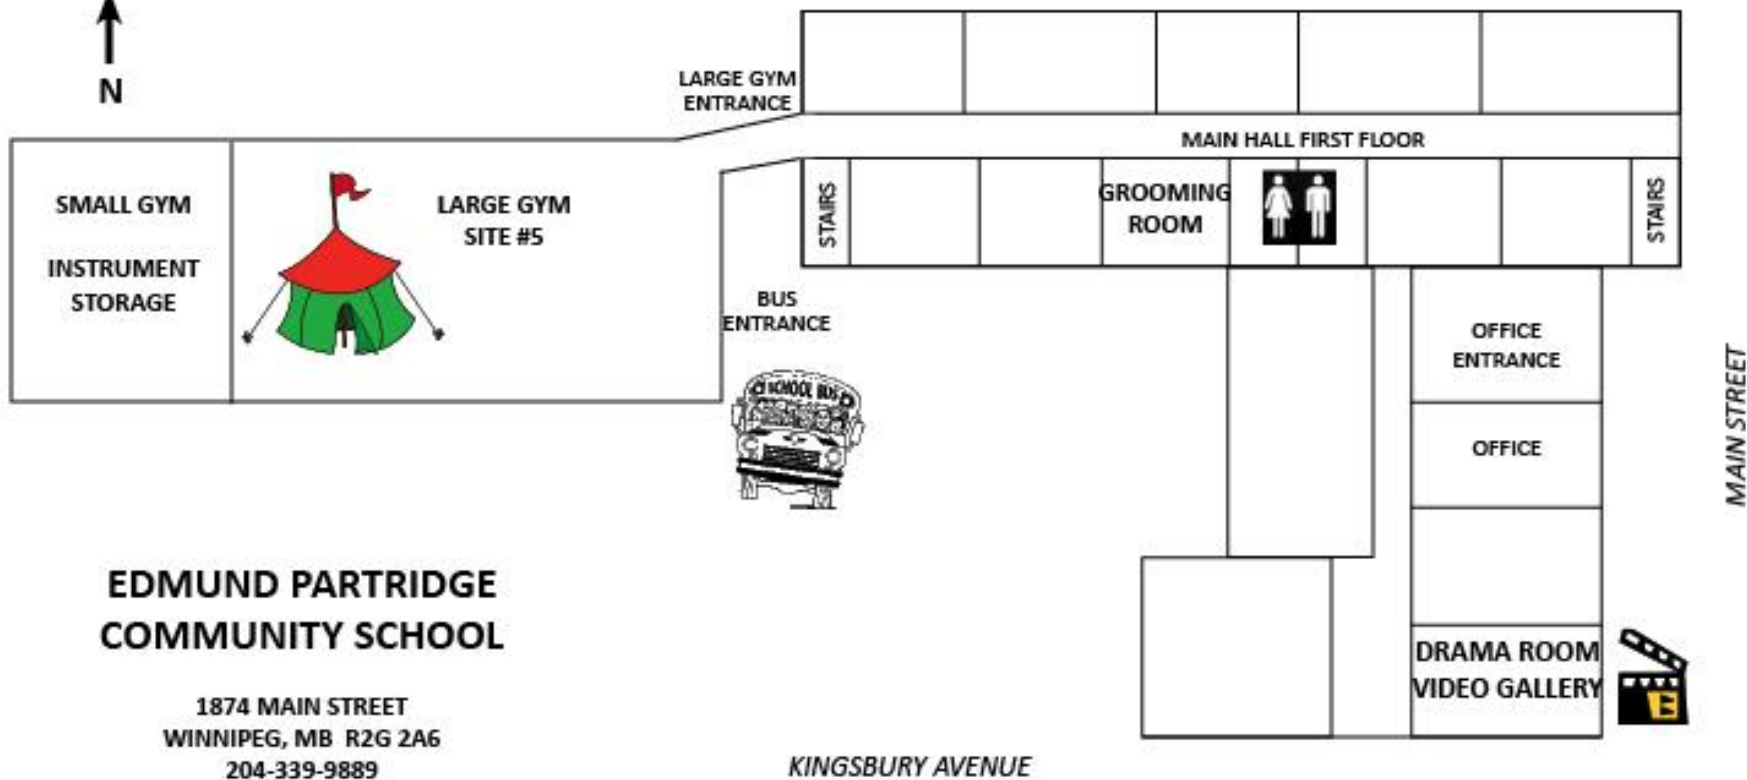 N
LARGE GYM
ENTRANCE
MAIN HALL FIRST FLOOR
SMALL GYM
INSTRUMENT
STORAGE
LARGE GYM
SITE #5
STAIRS
GROOMING
ROOM
STAIRS
BUS
ENTRANCE
SCHOOL BUS
OFFICE
ENTRANCE
OFFICE
MAIN STREET
DRAMA ROOM
VIDEO GALLERY
E
EDMUND PARTRIDGE
COMMUNITY SCHOOL
1874 MAIN STREET
WINNIPEG, MB R2G 2A6
204-339-9889
KINGSBURY AVENUE